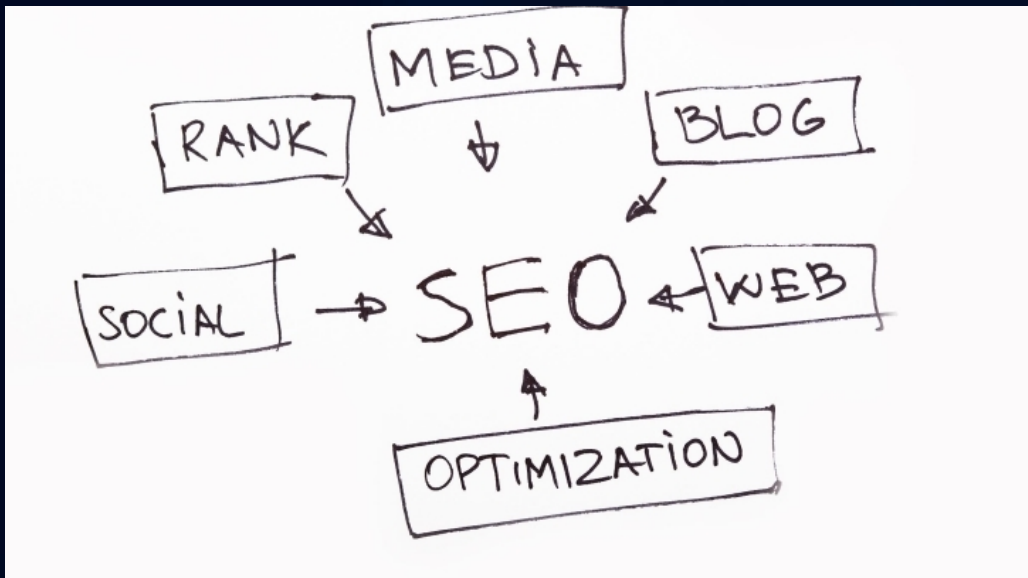 MEDIA
RANK
BLOG
SOCIAL
SEO
WEB
OPTIMIZATION